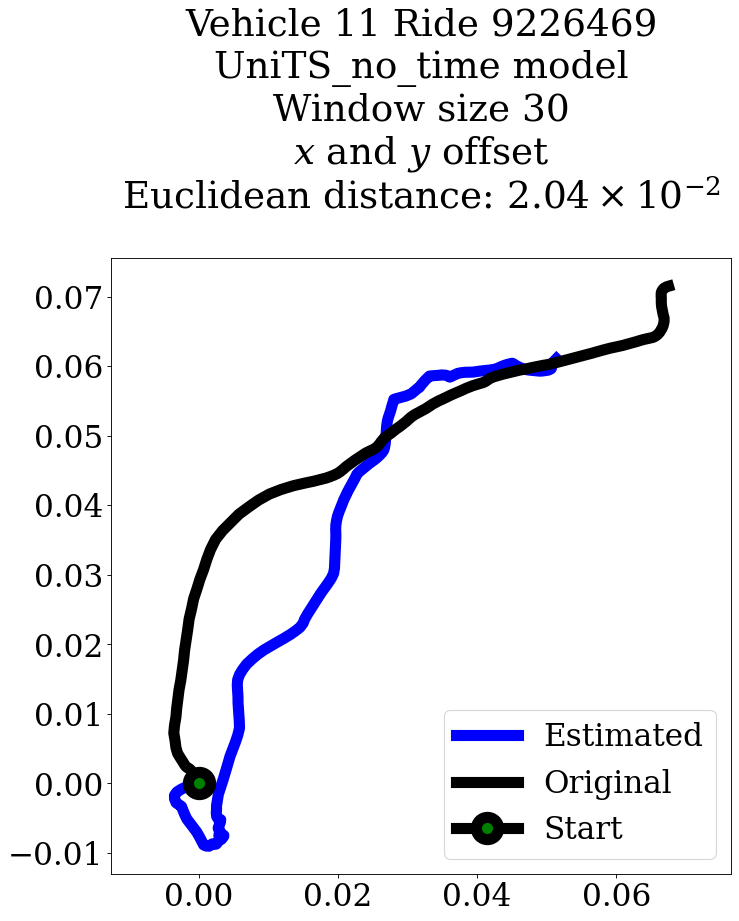 Vehicle 11 Ride 9226469
UniTS_no_time model
Window size 30
x and y offset
Euclidean distance: 2.04 × 10⁻²
0.07
0.06
0.05
0.04
0.03
0.02
0.01
0.00
−0.01
Estimated
Original
Start
0.00 0.02 0.04 0.06